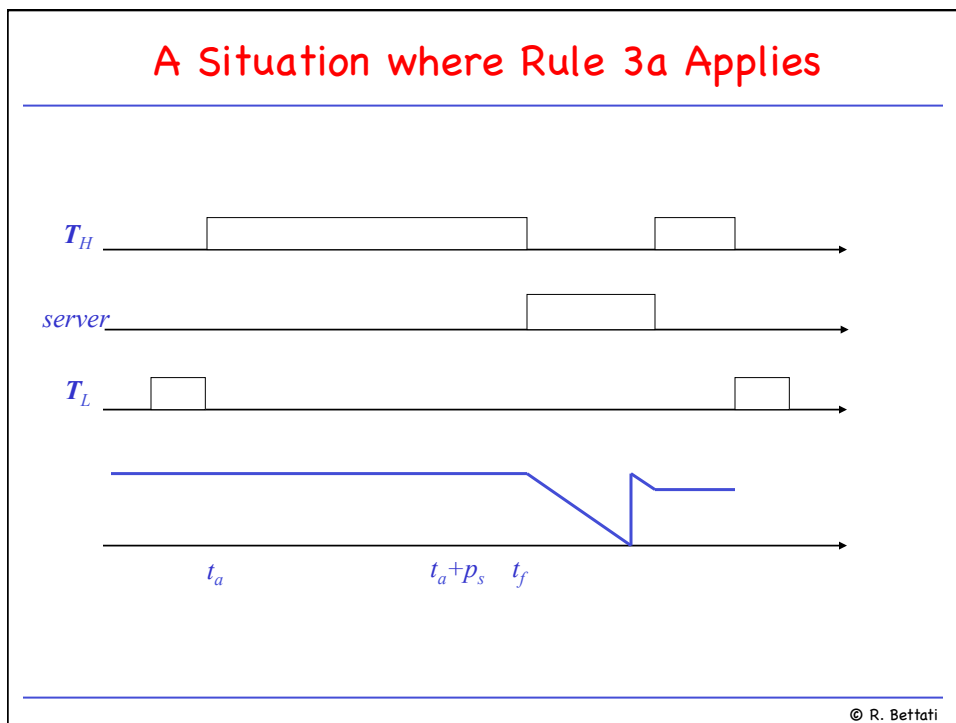 A Situation where Rule 3a Applies
T_H
server
T_L
t_a t_a+p_s t_f
© R. Bettati